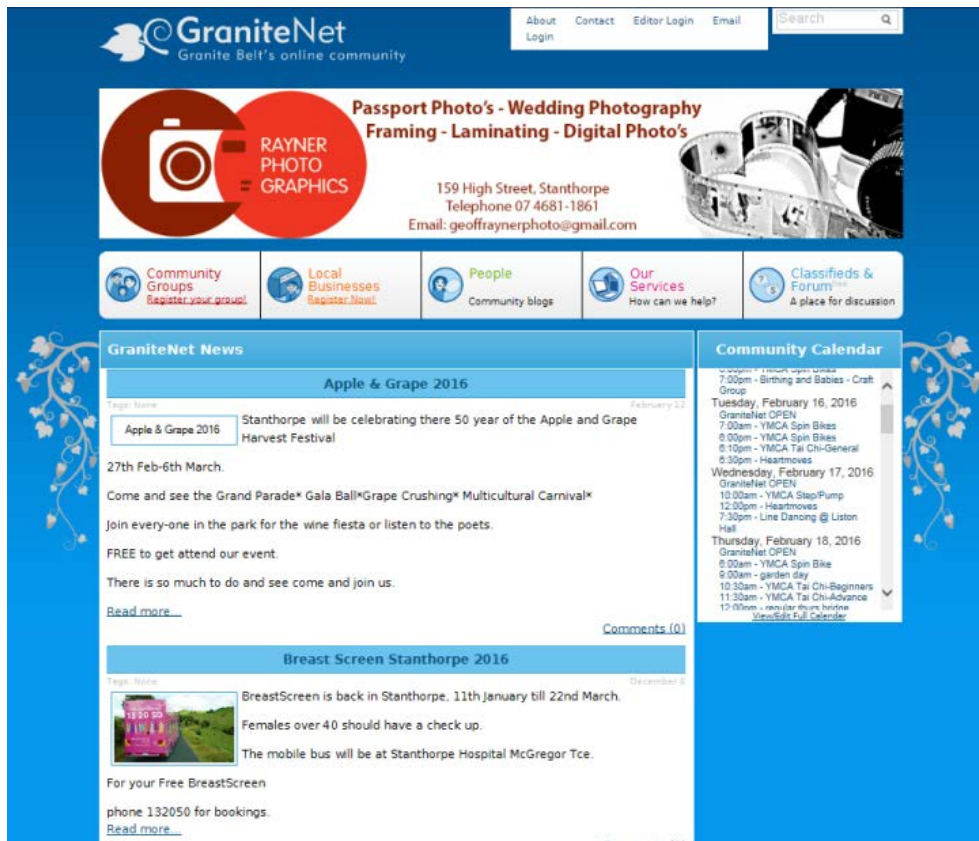 GraniteNet
Granite Belt's online community
About Contact Editor Login Email
Login
Search
RAYNER
PHOTO
GRAPHICS
Passport Photo's - Wedding Photography
Framing - Laminating - Digital Photo's
159 High Street, Stanthorpe
Telephone 07 4681-1861
Email: geoffraynerphoto@gmail.com
Community
Groups
Register your group!
Local
Businesses
Register Now!
People
Community blogs
Our
Services
How can we help?
Classifieds &
Forum free
A place for discussion
GraniteNet News
Apple & Grape 2016
Tags: None February 12
Apple & Grape 2016
Stanthorpe will be celebrating there 50 year of the Apple and Grape
Harvest Festival
27th Feb-6th March.
Come and see the Grand Parade* Gala Ball*Grape Crushing* Multicultural Carnival*
Join every-one in the park for the wine fiesta or listen to the poets.
FREE to get attend our event.
There is so much to do and see come and join us.
Read more...
Comments (0)
Breast Screen Stanthorpe 2016
Tags: None December
13 20 50
BreastScreen is back in Stanthorpe, 11th January till 22nd March.
Females over 40 should have a check up.
The mobile bus will be at Stanthorpe Hospital McGregor Tce.
For your Free BreastScreen
phone 132050 for bookings.
Read more...
Community Calendar
YMCA Spin Bikes
7:00pm - Birthing and Babies - Craft
Group
Tuesday, February 16, 2016
GraniteNet OPEN
7:00am - YMCA Spin Bikes
6:00pm - YMCA Spin Bikes
6:10pm - YMCA Tai Chi-General
6:30pm - Heartmoves
Wednesday, February 17, 2016
GraniteNet OPEN
10:00am - YMCA Step/Pump
12:00pm - Heartmoves
7:30pm - Line Dancing @ Liston
Hall
Thursday, February 18, 2016
GraniteNet OPEN
6:00am - YMCA Spin Bike
9:00am - garden day
10:30am - YMCA Tai Chi-Beginners
11:30am - YMCA Tai Chi-Advance
12:00pm - regular thurs bridge
View/Edit Full Calender